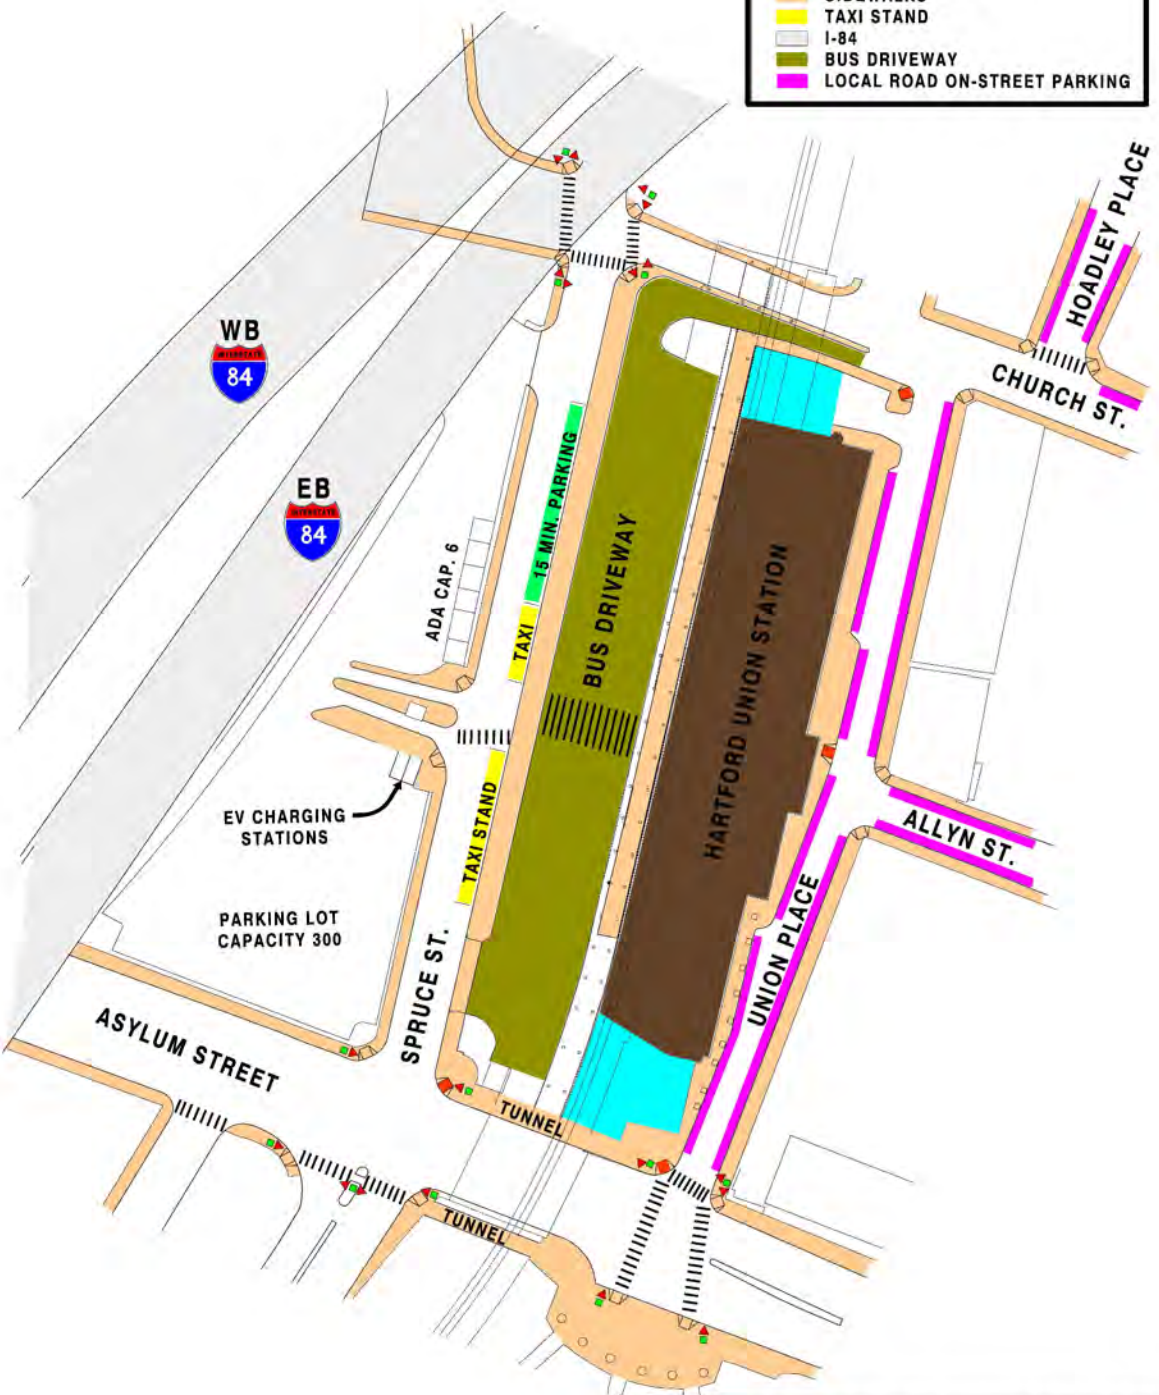 TAXI STAND
I-84
BUS DRIVEWAY
LOCAL ROAD ON-STREET PARKING
HOADLEY PLACE
WB
INTERSTATE
84
CHURCH ST.
EB
INTERSTATE
84
15 MIN. PARKING
ADA CAP. 6
TAXI
BUS DRIVEWAY
HARTFORD UNION STATION
EV CHARGING
STATIONS
TAXI STAND
ALLYN ST.
PARKING LOT
CAPACITY 300
UNION PLACE
SPRUCE ST.
ASYLUM STREET
TUNNEL
TUNNEL